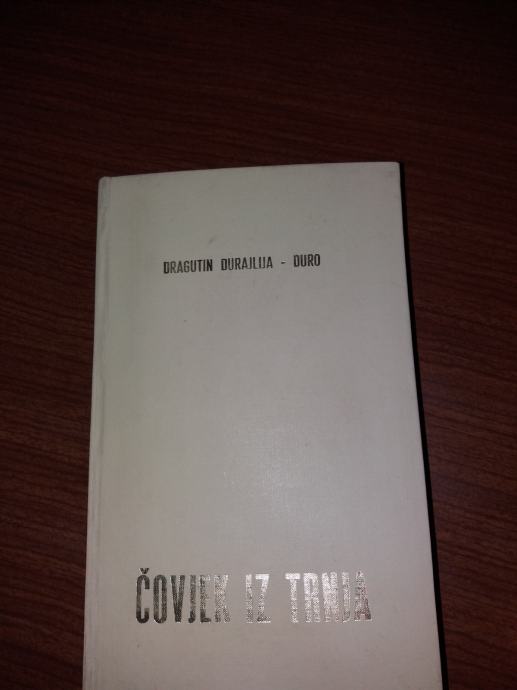 DRAGUTIN DURAJLIJA - ĐURO
ČOVJEK IZ TRNJA